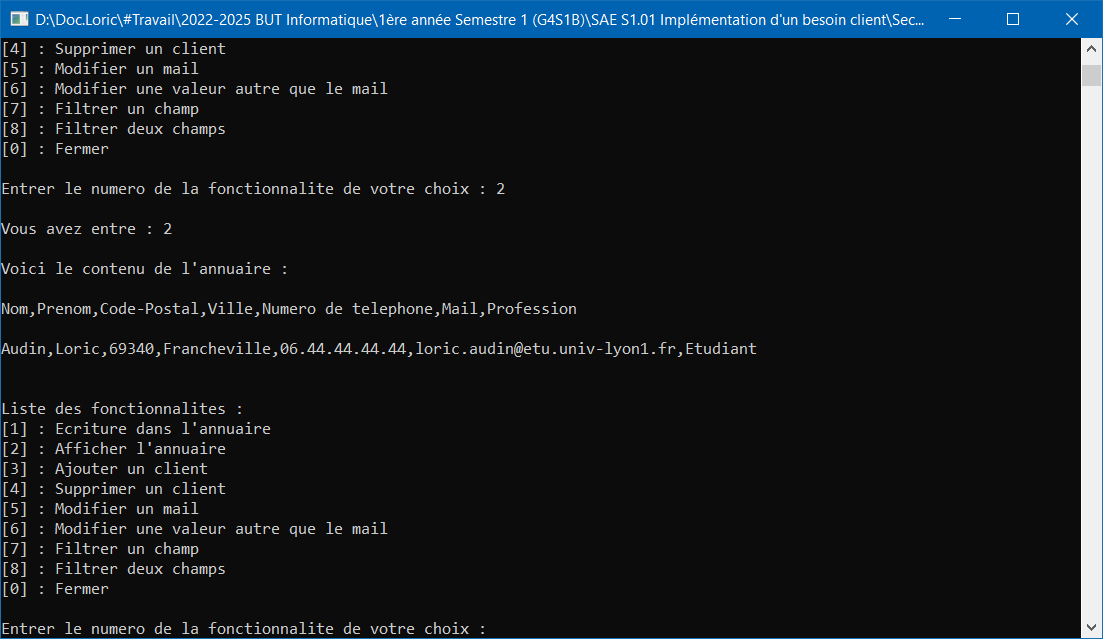 D:\Doc.Loric\#Travail\2022-2025 BUT Informatique\1ère année Semestre 1 (G4S1B)\SAE S1.01 Implémentation d'un besoin client\Sec...
[4] : Supprimer un client
[5] : Modifier un mail
[6] : Modifier une valeur autre que le mail
[7] : Filtrer un champ
[8] : Filtrer deux champs
[0] : Fermer
Entrer le numero de la fonctionnalite de votre choix : 2
Vous avez entre : 2
Voici le contenu de l'annuaire :
Nom,Prenom,Code-Postal,Ville,Numero de telephone,Mail,Profession
Audin,Loric,69340,Francheville,06.44.44.44.44,loric.audin@etu.univ-lyon1.fr,Etudiant
Liste des fonctionnalites :
[1] : Ecriture dans l'annuaire
[2] : Afficher l'annuaire
[3] : Ajouter un client
[4] : Supprimer un client
[5] : Modifier un mail
[6] : Modifier une valeur autre que le mail
[7] : Filtrer un champ
[8] : Filtrer deux champs
[0] : Fermer
Entrer le numero de la fonctionnalite de votre choix :